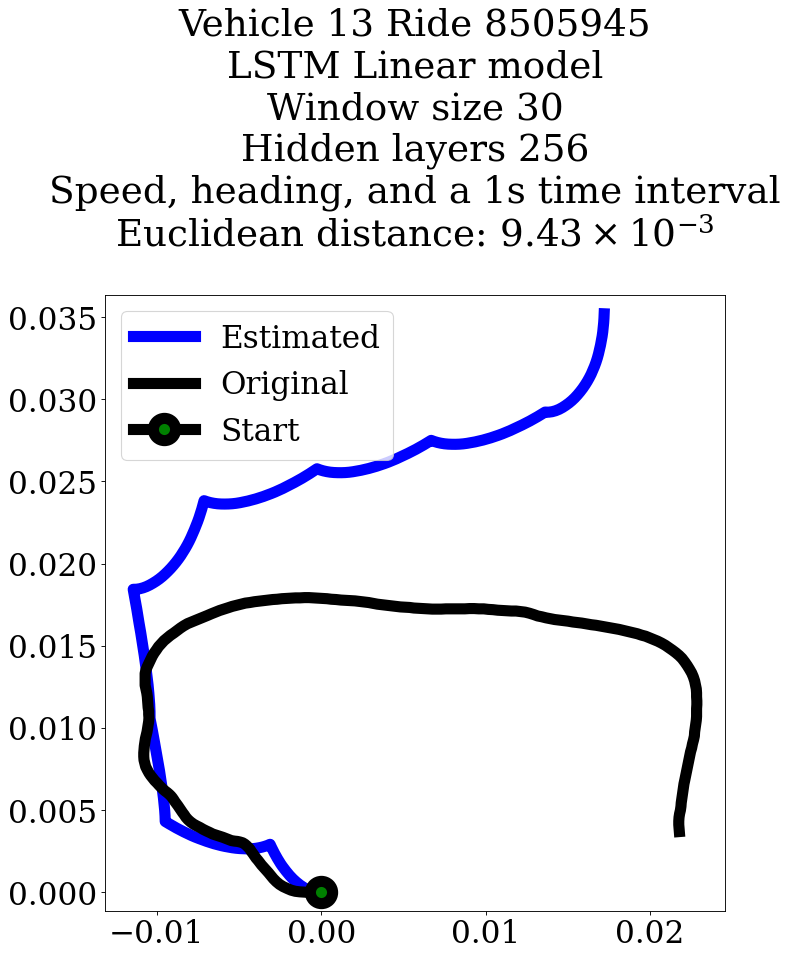 Vehicle 13 Ride 8505945
LSTM Linear model
Window size 30
Hidden layers 256
Speed, heading, and a 1s time interval
Euclidean distance: 9.43 × 10⁻³
Estimated
Original
Start
0.035
0.030
0.025
0.020
0.015
0.010
0.005
0.000
−0.01 0.00 0.01 0.02